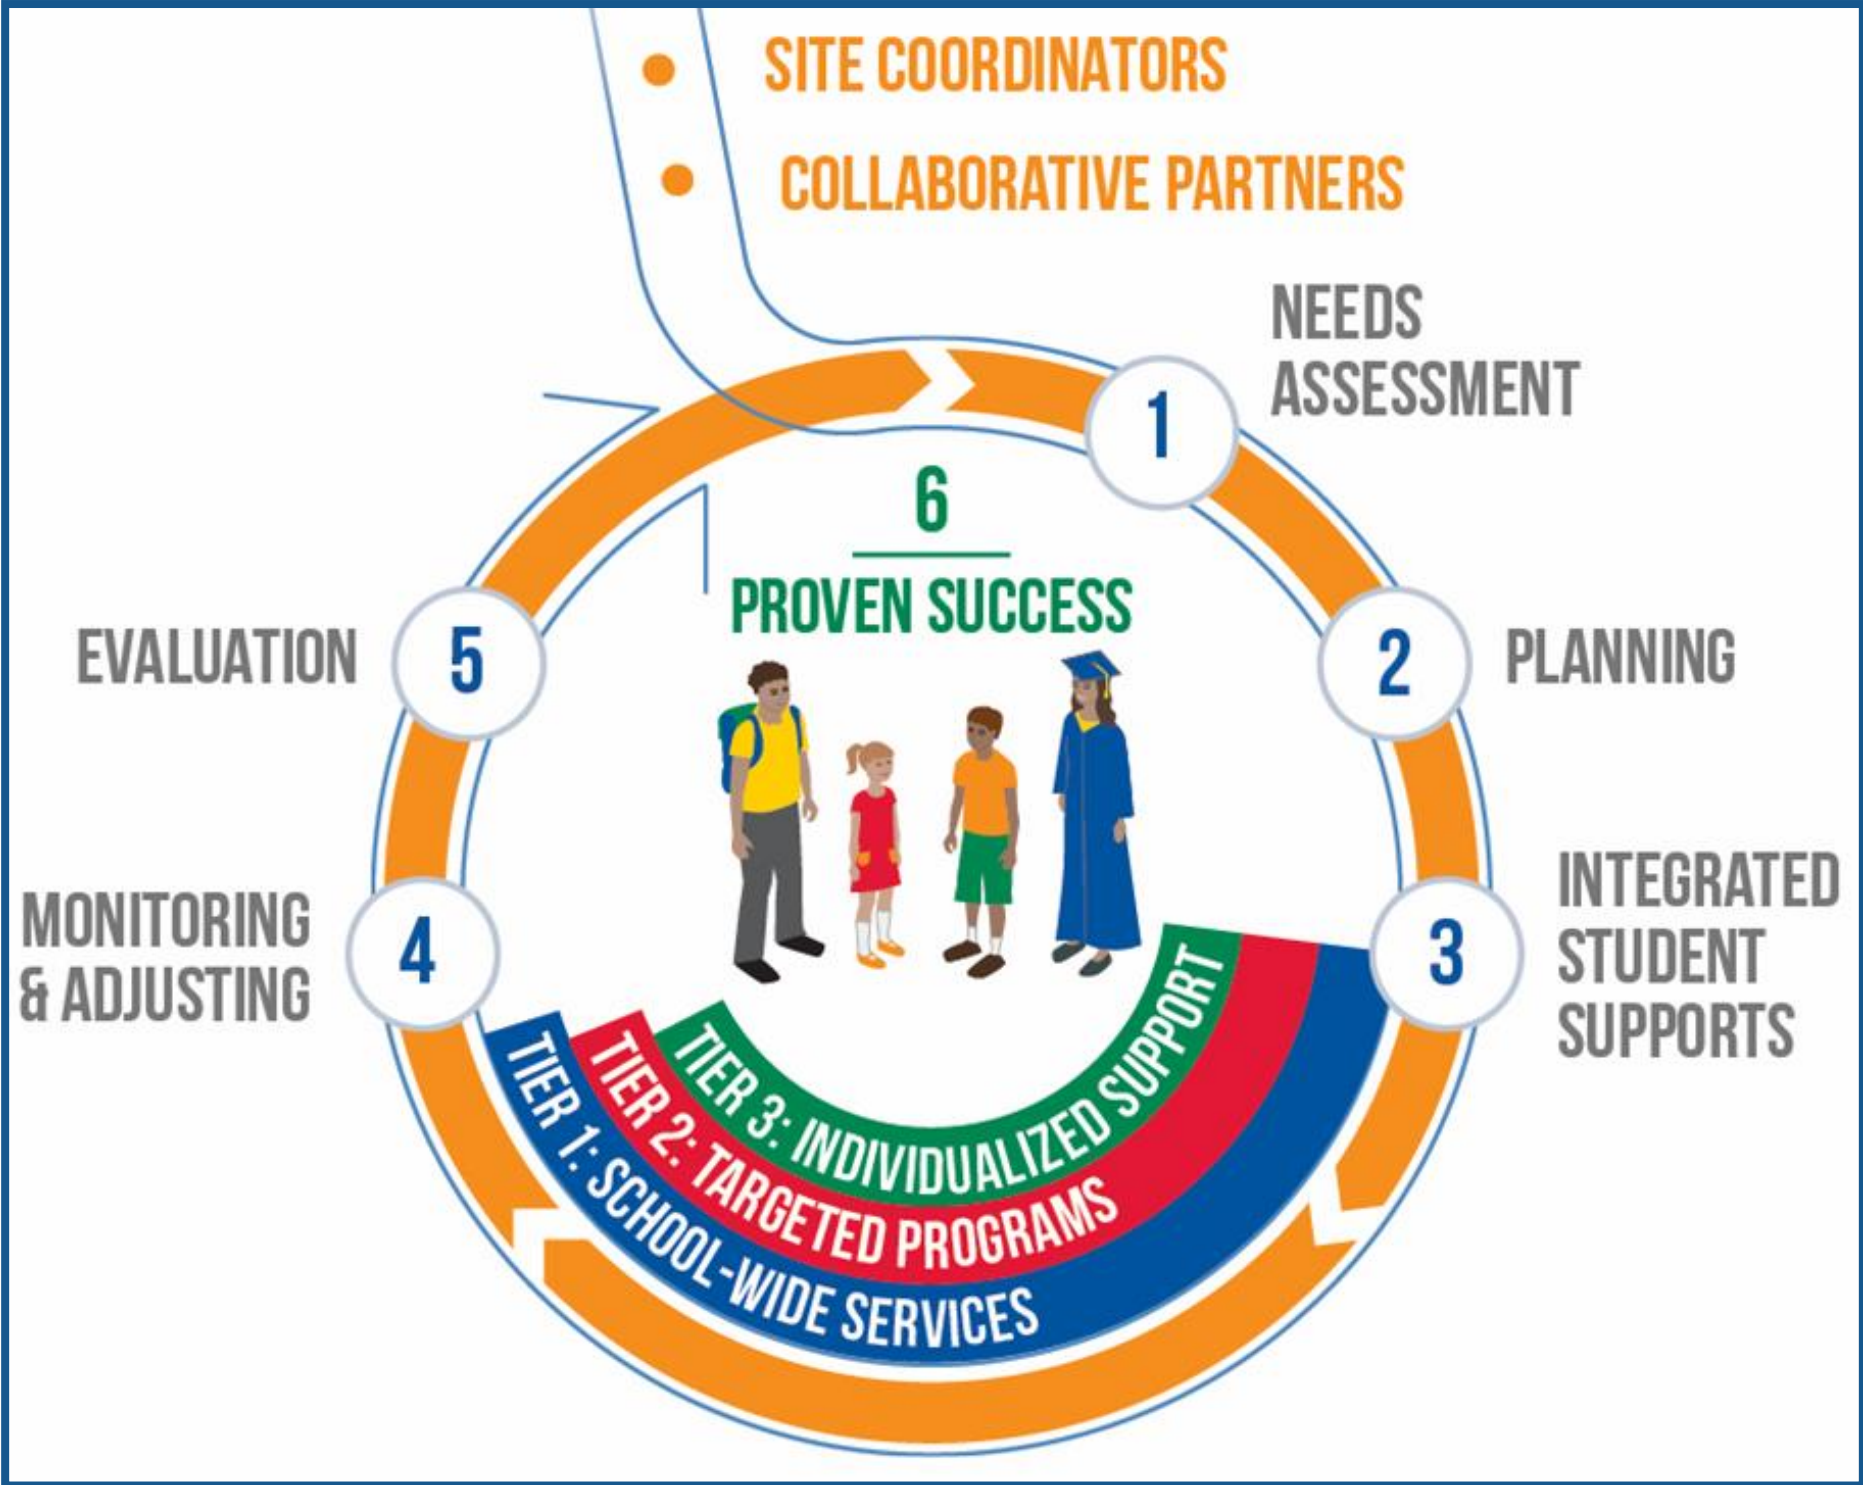 SITE COORDINATORS
COLLABORATIVE PARTNERS
NEEDS
ASSESSMENT
1
6
PROVEN SUCCESS
2
PLANNING
3
INTEGRATED
STUDENT
SUPPORTS
TIER 3: INDIVIDUALIZED SUPPORT
TIER 2: TARGETED PROGRAMS
TIER 1: SCHOOL-WIDE SERVICES
4
MONITORING
& ADJUSTING
5
EVALUATION